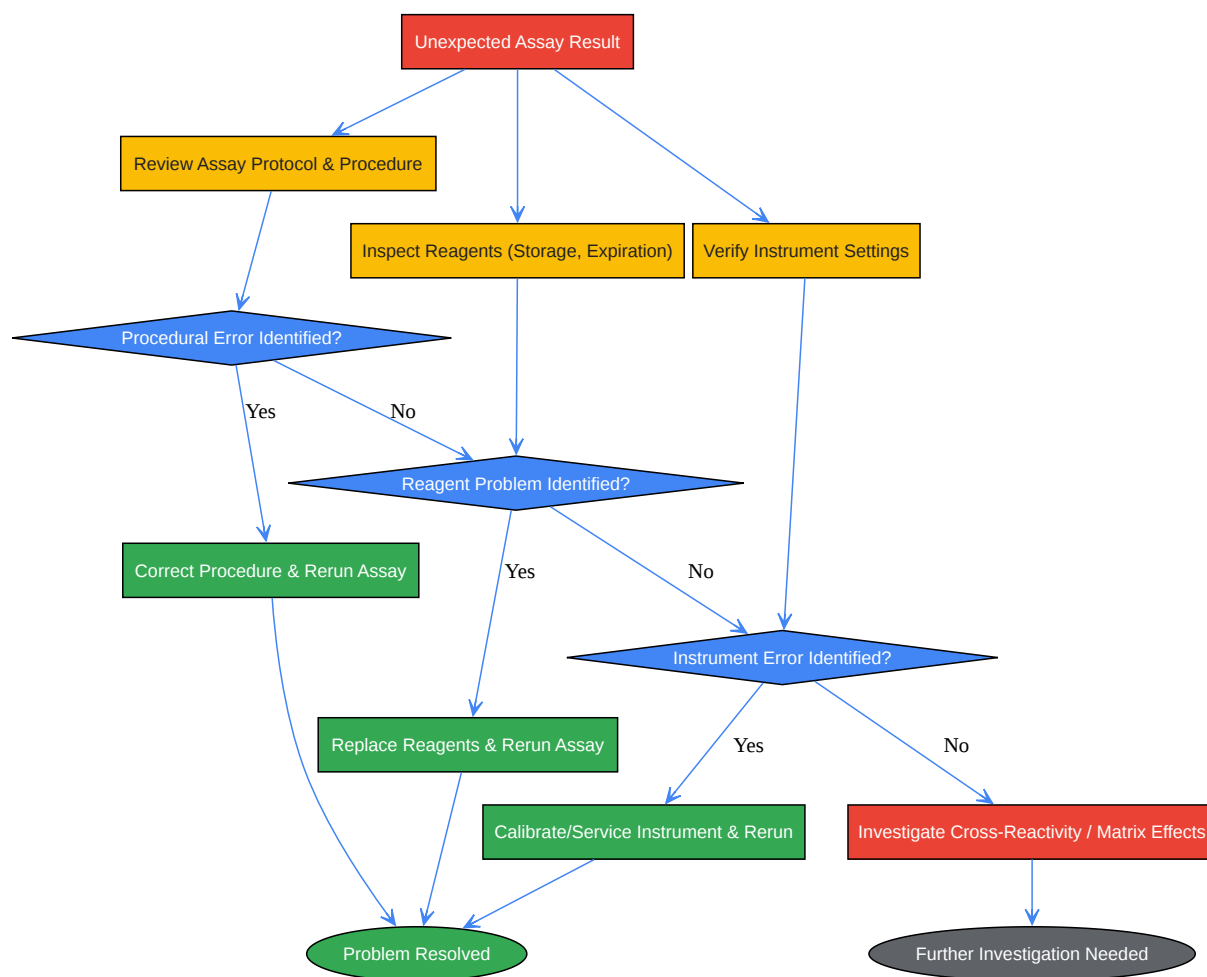 Unexpected Assay Result
Review Assay Protocol & Procedure
Inspect Reagents (Storage, Expiration)
Verify Instrument Settings
Procedural Error Identified?
Yes
No
Reagent Problem Identified?
Correct Procedure & Rerun Assay
Yes
No
Instrument Error Identified?
Replace Reagents & Rerun Assay
Yes
No
Calibrate/Service Instrument & Rerun
Investigate Cross-Reactivity / Matrix Effects
Problem Resolved
Further Investigation Needed